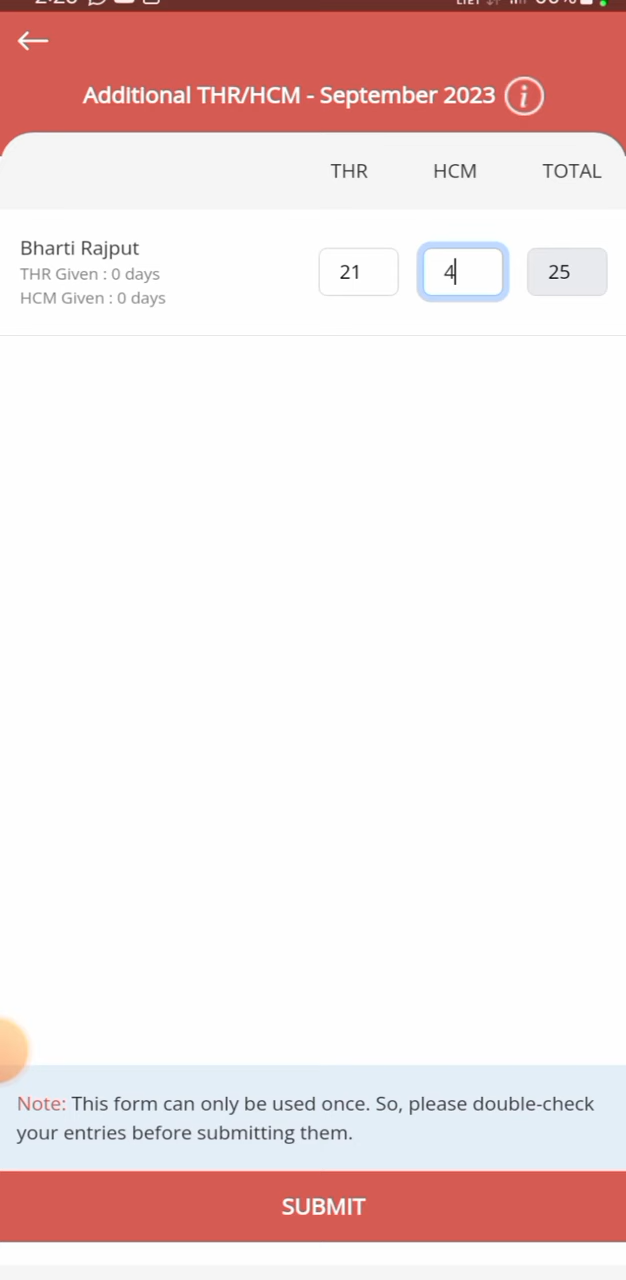 Additional THR/HCM - September 2023 i
THR HCM TOTAL
Bharti Rajput
THR Given : 0 days
HCM Given : 0 days
21 4 25
Note: This form can only be used once. So, please double-check
your entries before submitting them.
SUBMIT